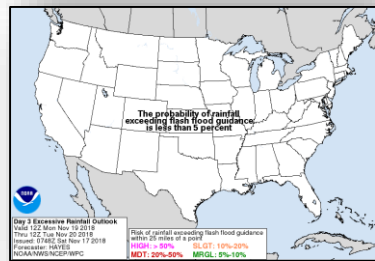 The probability of rainfall
exceeding flash flood guidance
is less than 5 percent
NOAA
Day 3 Excessive Rainfall Outlook
Valid 12Z Mon Nov 19 2018
Thru 12Z Tue Nov 20 2018
Issued: 0748Z Sat Nov 17 2018
Forecaster: HAYES
NOAA/NWS/NCEP/WPC
Risk of rainfall exceeding flash flood guidance
within 25 miles of a point
HIGH: > 50% SLGT: 10%-20%
MDT: 20%-50% MRGL: 5%-10%